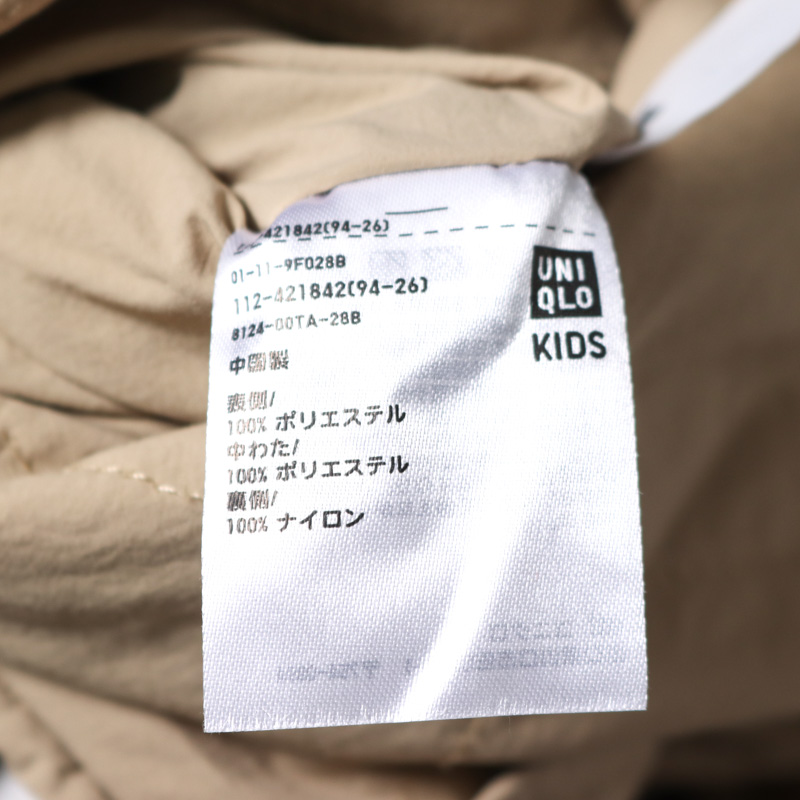 421842(94-26)
01-11-9F028B
112-421842(94-26)
8124-00TA-28B
中国製
表側/
100% ポリエステル
中わた/
100% ポリエステル
裏側/
100% ナイロン
UNI
QLO
KIDS